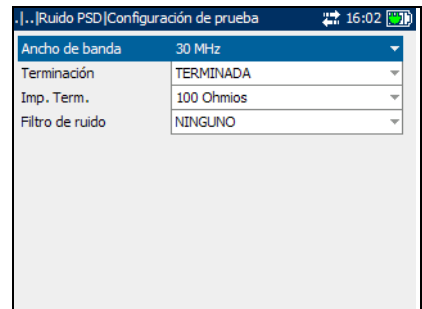 .|..|Ruido PSD|Configuración de prueba 16:02
Ancho de banda 30 MHz
Terminación TERMINADA
Imp. Term. 100 Ohmios
Filtro de ruido NINGUNO